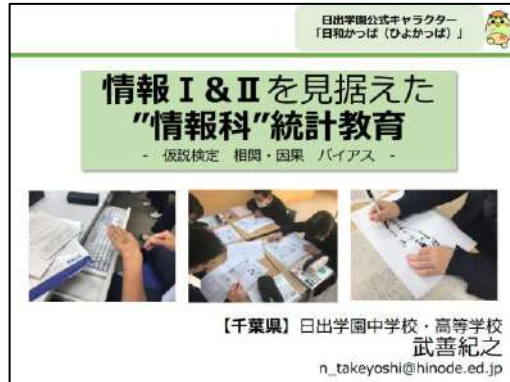 日出学園公式キャラクター
「日和かっぱ(ひよかっぱ)」
情報Ⅰ&Ⅱを見据えた
”情報科”統計教育
- 仮説検定 相関・因果 バイアス -
【千葉県】日出学園中学校・高等学校
武善紀之
n_takeyoshi@hinode.ed.jp